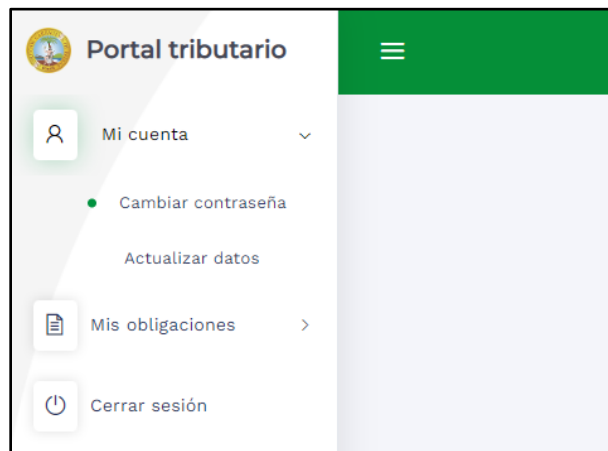 Portal tributario
Mi cuenta
Cambiar contraseña
Actualizar datos
Mis obligaciones
Cerrar sesión